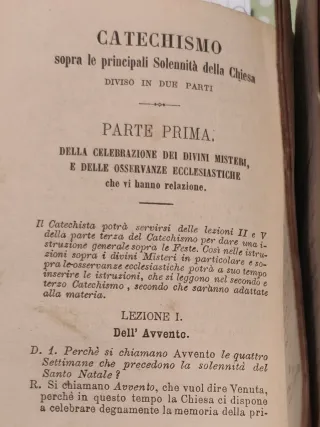 CATECHISMO
sopra le principali Solennità della Chiesa
DIVISO IN DUE PARTI
PARTE PRIMA.
DELLA CELEBRAZIONE DEI DIVINI MISTERI,
E DELLE OSSERVANZE ECCLESIASTICHE
che vi hanno relazione.
Il Catechista potrà servirsi delle lezioni II e V
della parte terza del Catechismo per dare una i-
struzione generale sopra le Feste. Così nelle istru-
zioni sopra i divini Misteri in particolare e so-
pra le osservanze ecclesiastiche potrà a suo tempo
inserire le istruzioni, che si leggono nel secondo e
terzo Catechismo, secondo che saranno adattate
alla materia.
LEZIONE I.
Dell' Avvento.
D. 1. Perchè si chiamano Avvento le quattro
Settimane che precedono la solennità del
Santo Natale?
R. Si chiamano Avvento, che vuol dire Venuta,
perchè in questo tempo la Chiesa ci dispone
a celebrare degnamente la memoria della pri-